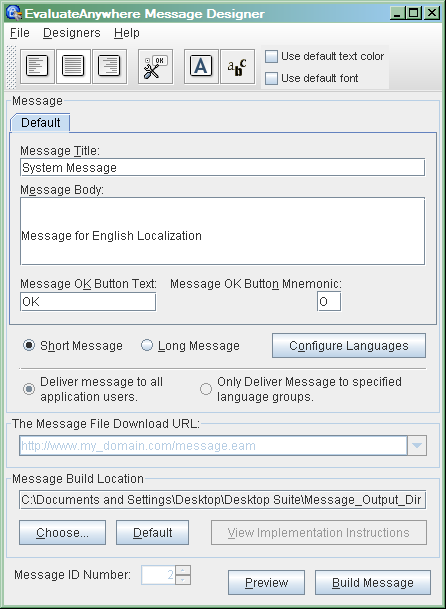 EvaluateAnywhere Message Designer
File Designers Help
OK
A
abc
Use default text color
Use default font
Message
Default
Message Title:
System Message
Message Body:
Message for English Localization
Message OK Button Text: Message OK Button Mnemonic:
OK O
Short Message Long Message Configure Languages
Deliver message to all application users.
Only Deliver Message to specified language groups.
The Message File Download URL:
http://www.my_domain.com/message.eam
Message Build Location
C:\Documents and Settings\Desktop\Desktop Suite\Message_Output_Dir
Choose... Default View Implementation Instructions
Message ID Number: 2
Preview Build Message